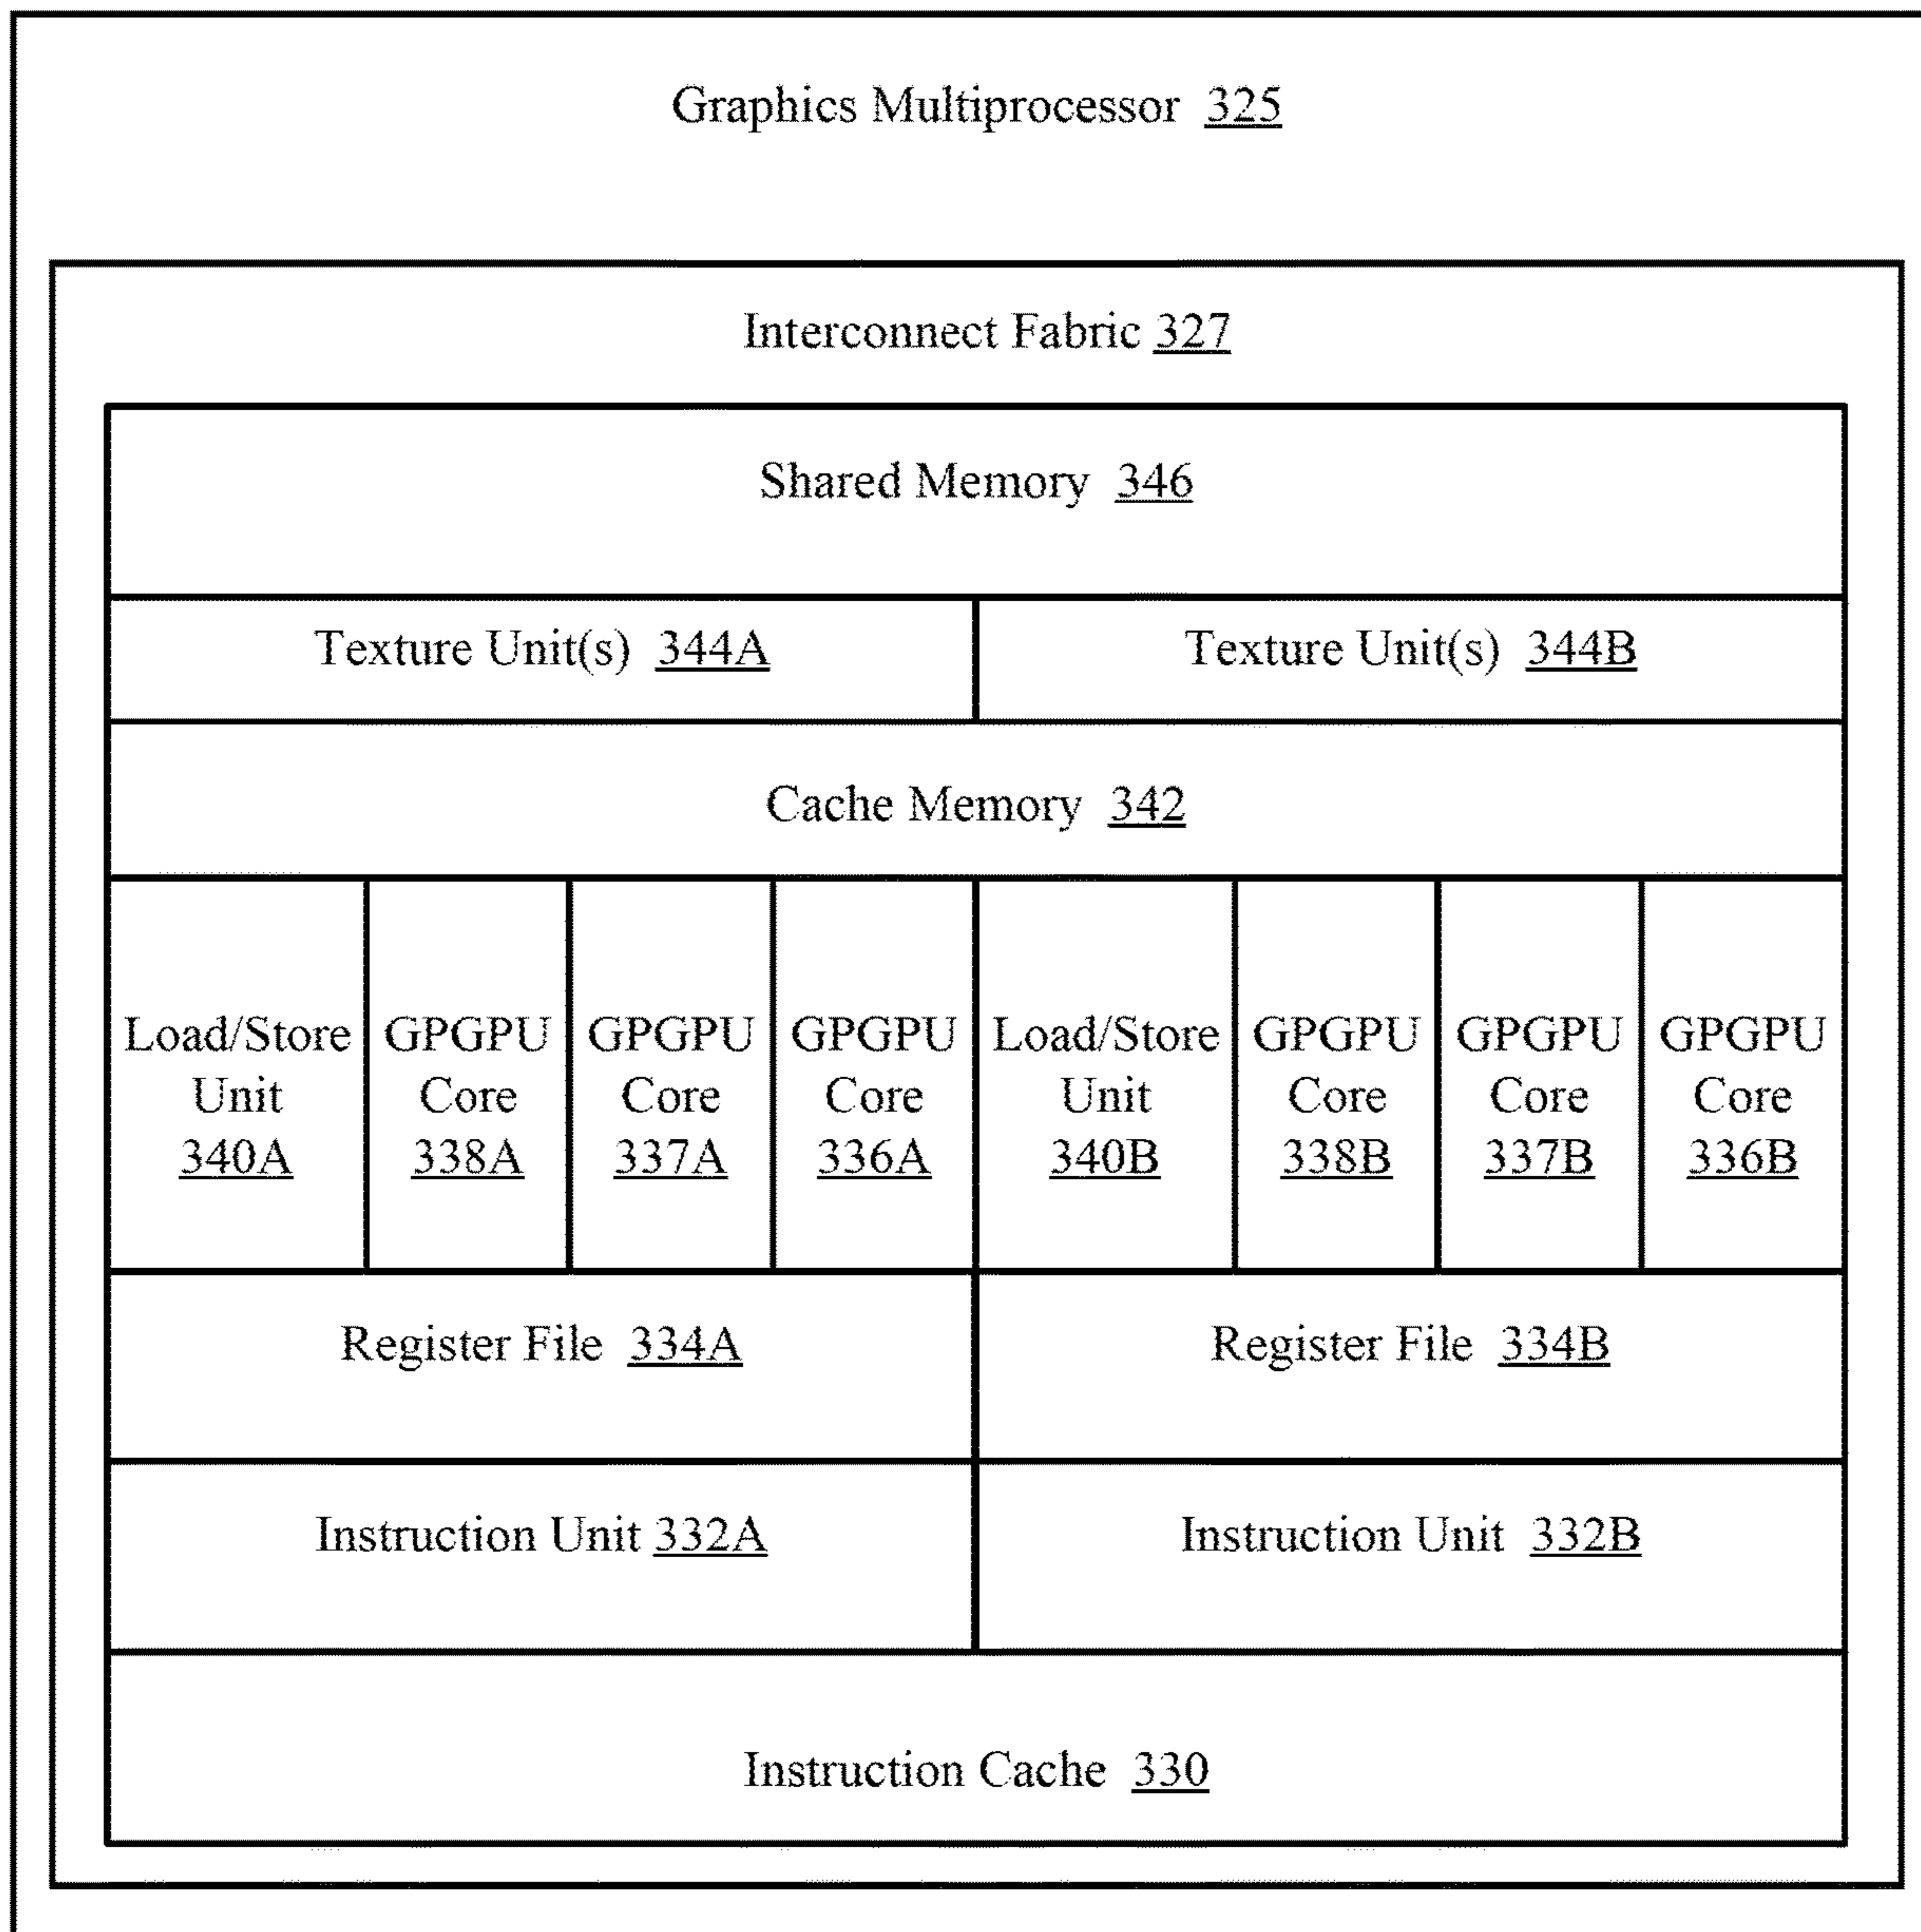 Graphics Multiprocessor 325
Interconnect Fabric 327
Shared Memory 346
Texture Unit(s) 344A
Texture Unit(s) 344B
Cache Memory 342
Load/Store
Unit
340A
GPGPU
Core
338A
GPGPU
Core
337A
GPGPU
Core
336A
Load/Store
Unit
340B
GPGPU
Core
338B
GPGPU
Core
337B
GPGPU
Core
336B
Register File 334A
Register File 334B
Instruction Unit 332A
Instruction Unit 332B
Instruction Cache 330